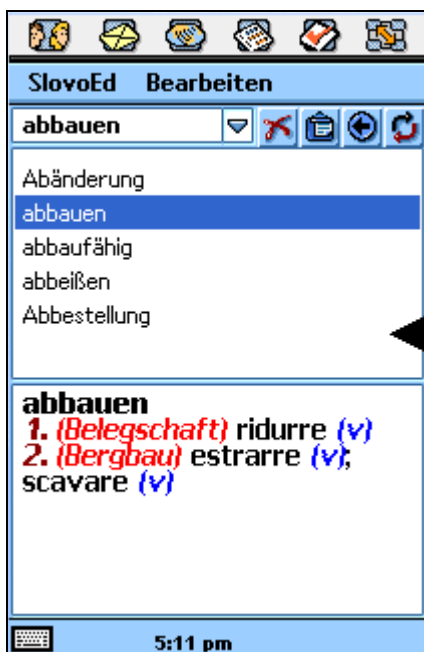 SlovoEd Bearbeiten
abbauen
Abänderung
abbauen
abbaufähig
abbeißen
Abbestellung
abbauen
1. (Belegschaft) ridurre (v)
2. (Bergbau) estrarre (v);
scavare (v)
5:11 pm